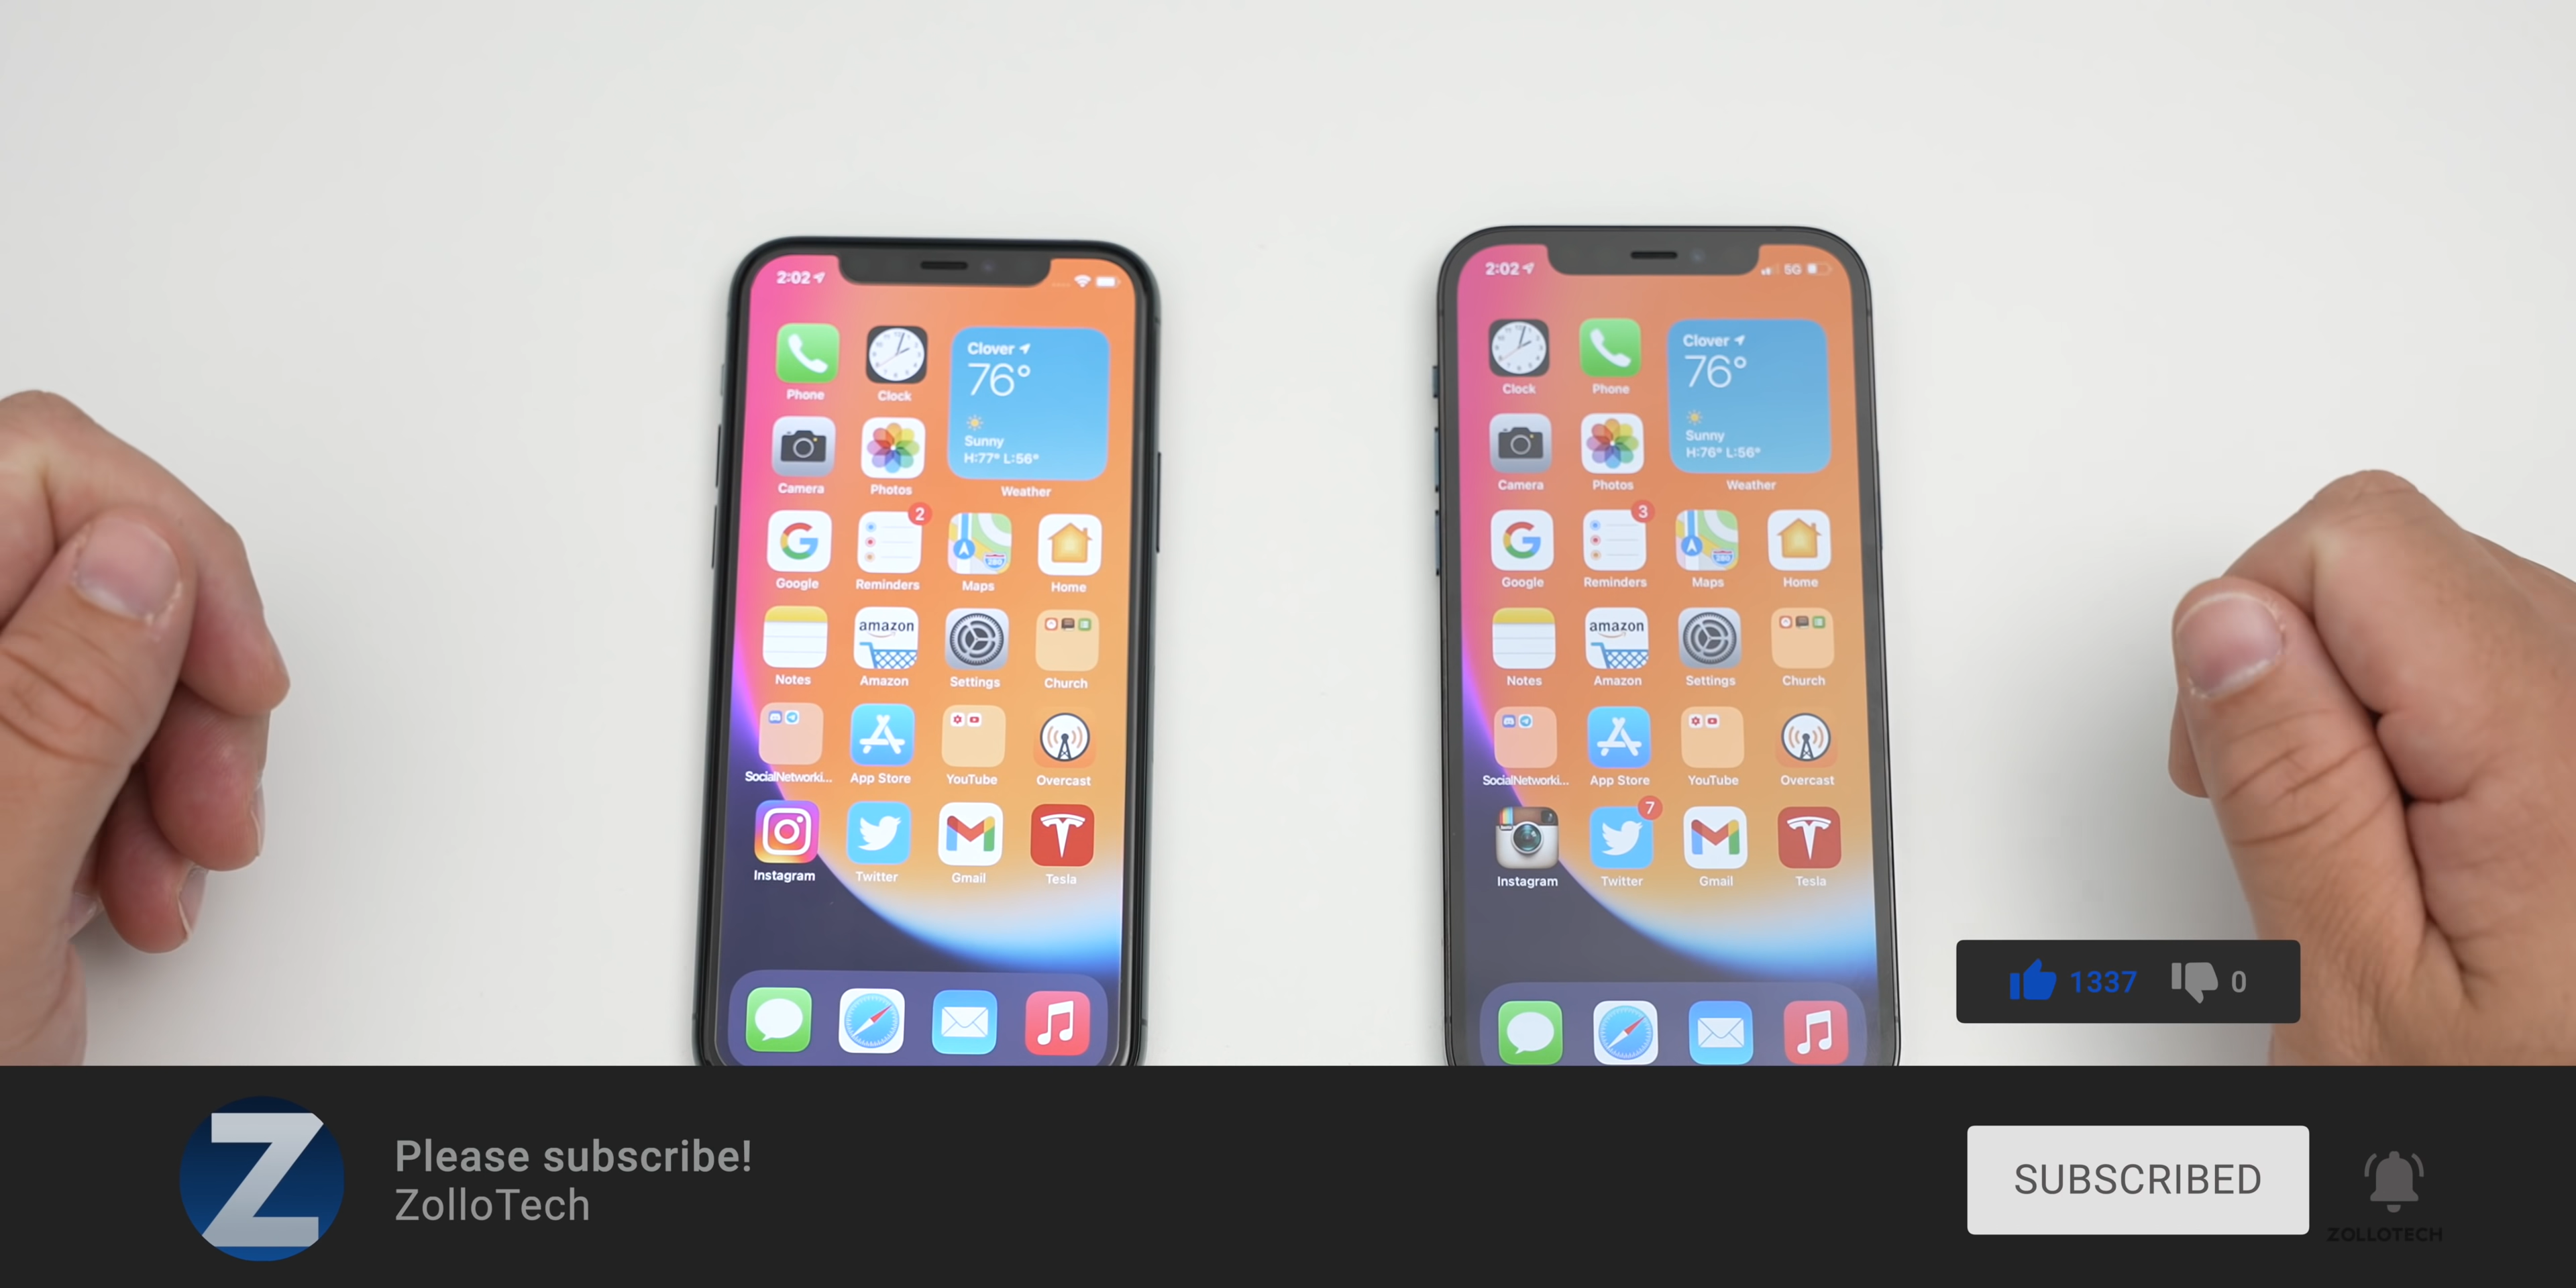 2:02
Clover
76°
Sunny
H:77° L:56°
Phone
Clock
Camera
Photos
Weather
2
Google
Reminders
Maps
Home
amazon
Notes
Amazon
Settings
Church
SocialNetworki...
App Store
YouTube
Overcast
Instagram
Twitter
Gmail
Tesla
2:02
5G
Clover
76°
Sunny
H:76° L:56°
Clock
Phone
Camera
Photos
Weather
3
Google
Reminders
Maps
Home
amazon
Notes
Amazon
Settings
Church
SocialNetworki...
App Store
YouTube
Overcast
7
Instagram
Twitter
Gmail
Tesla
1337 0
Z
Please subscribe!
ZolloTech
SUBSCRIBED
ZOLLOTECH